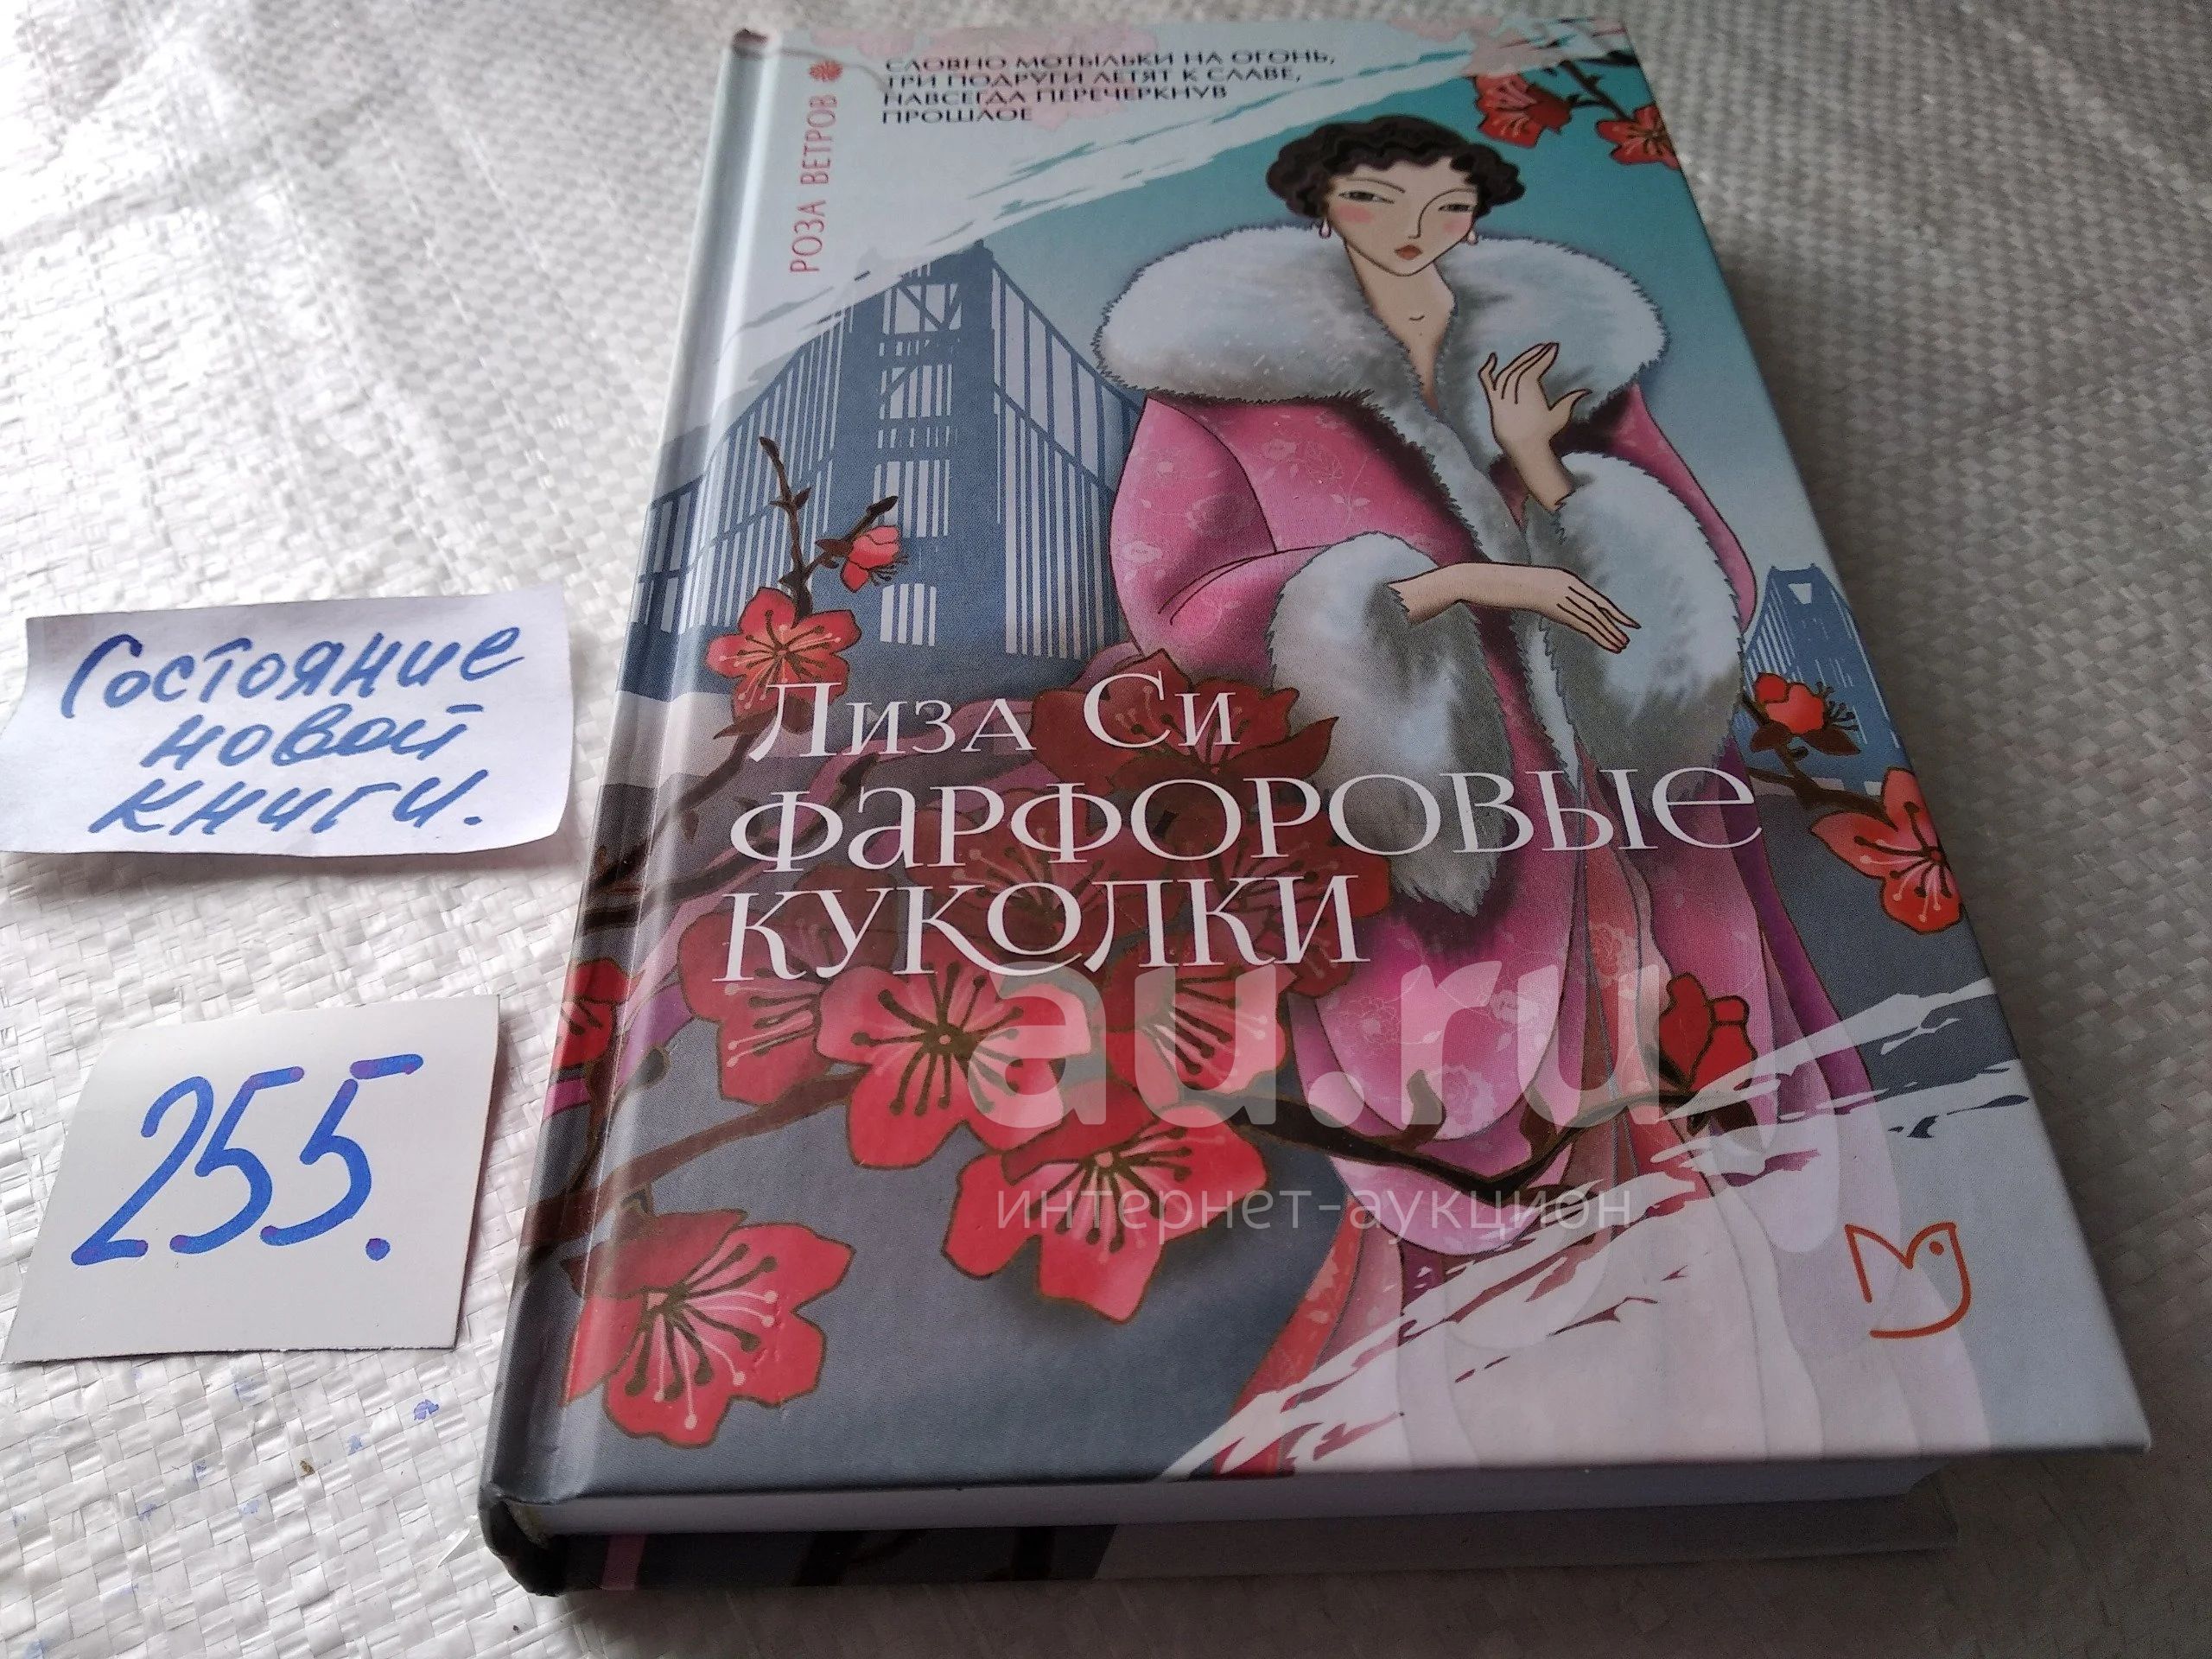 СЛОВНО МОТЫЛЬКИ НА ОГОНЬ,
ТРИ ПОДРУГИ ЛЕТЯТ К СЛАВЕ,
НАВСЕГДА ПЕРЕЧЕРКНУВ
ПРОШЛОЕ
РОЗА ВЕТРОВ
Лиза Си
Фарфоровые
куколки
Состояние
новой
книги.
255.
au.ru
интернет-аукцион